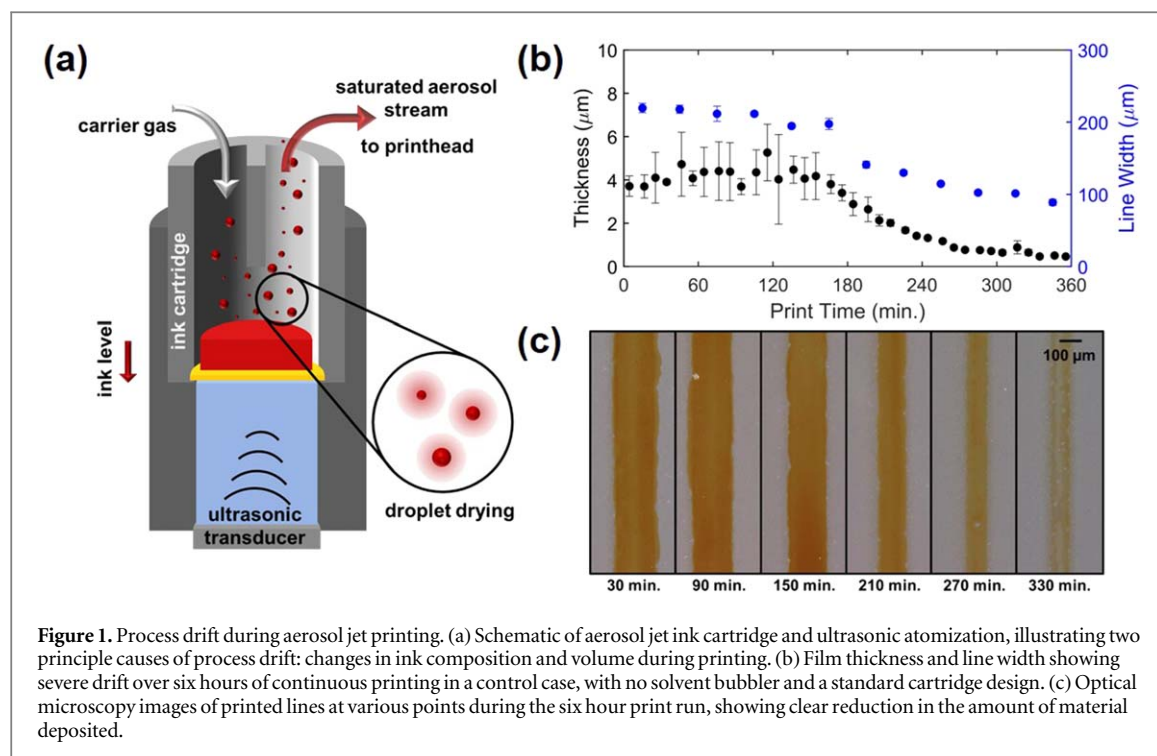 (a)
carrier gas
saturated aerosol
stream
to printhead
ink cartridge
ink level
ultrasonic
transducer
droplet drying
(b)
10
8
6
4
2
0
Thickness (μm)
300
200
100
0
Line Width (μm)
0 60 120 180 240 300 360
Print Time (min.)
(c)
100 μm
30 min. 90 min. 150 min. 210 min. 270 min. 330 min.
Figure 1. Process drift during aerosol jet printing. (a) Schematic of aerosol jet ink cartridge and ultrasonic atomization, illustrating two
principle causes of process drift: changes in ink composition and volume during printing. (b) Film thickness and line width showing
severe drift over six hours of continuous printing in a control case, with no solvent bubbler and a standard cartridge design. (c) Optical
microscopy images of printed lines at various points during the six hour print run, showing clear reduction in the amount of material
deposited.